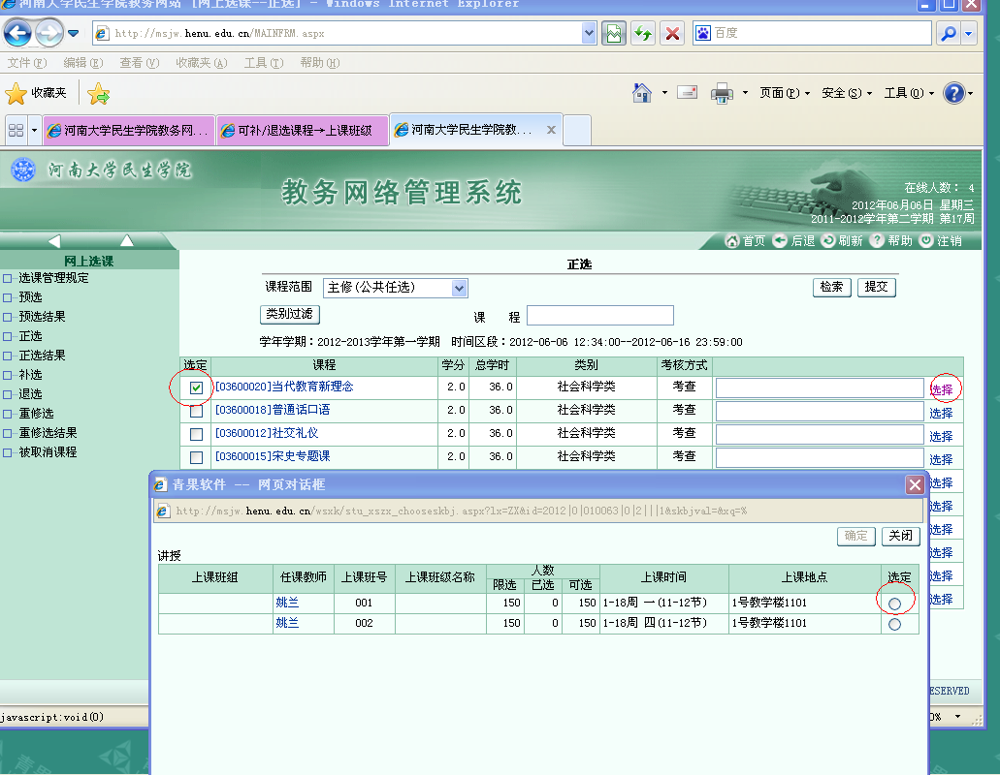 河南大学民生学院教务网站 [网上选课--正选] - Windows Internet Explorer
http://msjw.henu.edu.cn/MAINFRM.aspx
百度
文件(F) 编辑(E) 查看(V) 收藏夹(A) 工具(T) 帮助(H)
收藏夹
页面(P) 安全(S) 工具(O)
河南大学民生学院教务网... 可补/退选课程→上课班级 河南大学民生学院教...
河南大学民生学院
教务网络管理系统
在线人数: 4
2012年06月06日 星期三
2011-2012学年第二学期 第17周
首页 后退 刷新 帮助 注销
网上选课
选课管理规定
预选
预选结果
正选
正选结果
补选
退选
重修选
重修选结果
被取消课程
正选
课程范围 主修(公共任选) 检索 提交
类别过滤 课 程
学年学期:2012-2013学年第一学期 时间区段:2012-06-06 12:34:00--2012-06-16 23:59:00
选定 课程 学分 总学时 类别 考核方式
[03600020]当代教育新理念 2.0 36.0 社会科学类 考查 选择
[03600018]普通话口语 2.0 36.0 社会科学类 考查 选择
[03600012]社交礼仪 2.0 36.0 社会科学类 考查 选择
[03600015]宋史专题课 2.0 36.0 社会科学类 考查 选择
选择
选择
选择
选择
选择
选择
青果软件 -- 网页对话框
http://msjw.henu.edu.cn/wsxk/stu_xszx_chooseskbj.aspx?lx=ZX&id=2012|0|010063|0|2|||1&skbjval=&xq=%
确定 关闭
讲授
上课班组 任课教师 上课班号 上课班级名称 人数 上课时间 上课地点 选定
限选 已选 可选
姚兰 001 150 0 150 1-18周 一(11-12节) 1号教学楼1101
姚兰 002 150 0 150 1-18周 四(11-12节) 1号教学楼1101
ESERVED
javascript:void(0)
0%